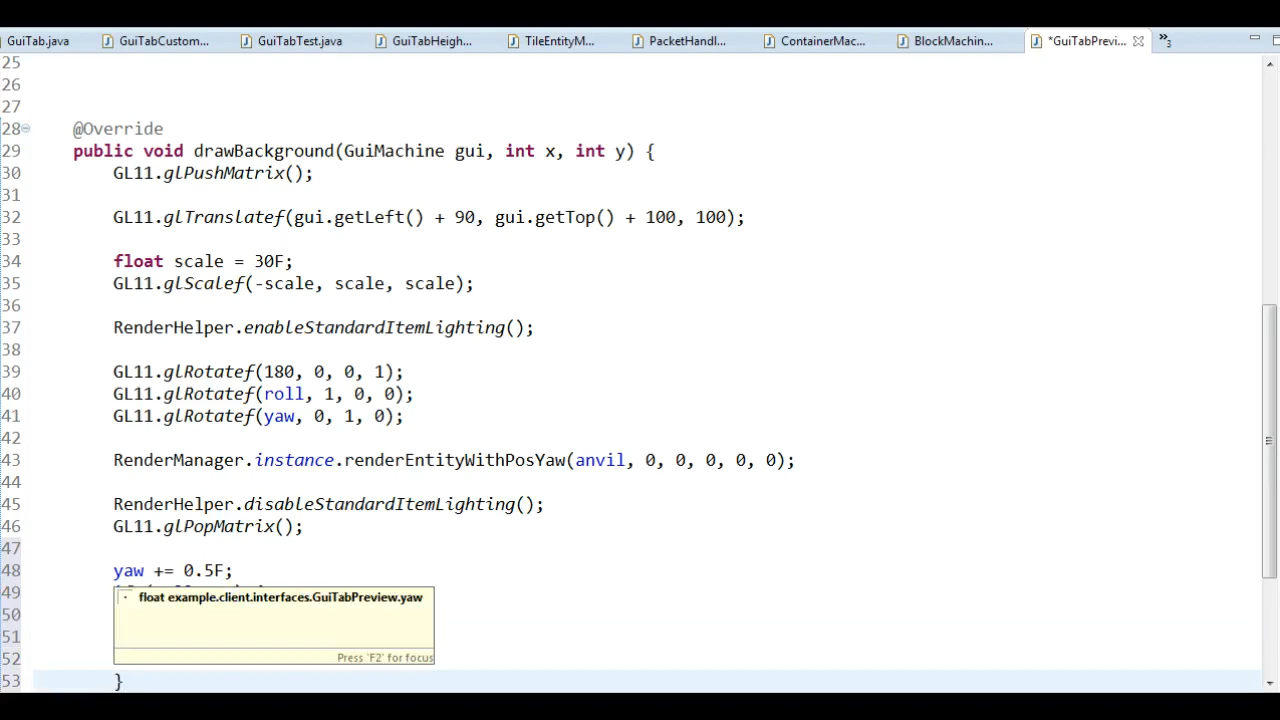 GuiTab.java GuiTabCustom... GuiTabTest.java GuiTabHeigh... TileEntityM... PacketHandl... ContainerMac... BlockMachin... *GuiTabPrevi... »3
25
26
27
28 @Override
29 public void drawBackground(GuiMachine gui, int x, int y) {
30 GL11.glPushMatrix();
31
32 GL11.glTranslatef(gui.getLeft() + 90, gui.getTop() + 100, 100);
33
34 float scale = 30F;
35 GL11.glScalef(-scale, scale, scale);
36
37 RenderHelper.enableStandardItemLighting();
38
39 GL11.glRotatef(180, 0, 0, 1);
40 GL11.glRotatef(roll, 1, 0, 0);
41 GL11.glRotatef(yaw, 0, 1, 0);
42
43 RenderManager.instance.renderEntityWithPosYaw(anvil, 0, 0, 0, 0, 0);
44
45 RenderHelper.disableStandardItemLighting();
46 GL11.glPopMatrix();
47
48 yaw += 0.5F;
49
float example.client.interfaces.GuiTabPreview.yaw
50
51
52
Press 'F2' for focus
53 }